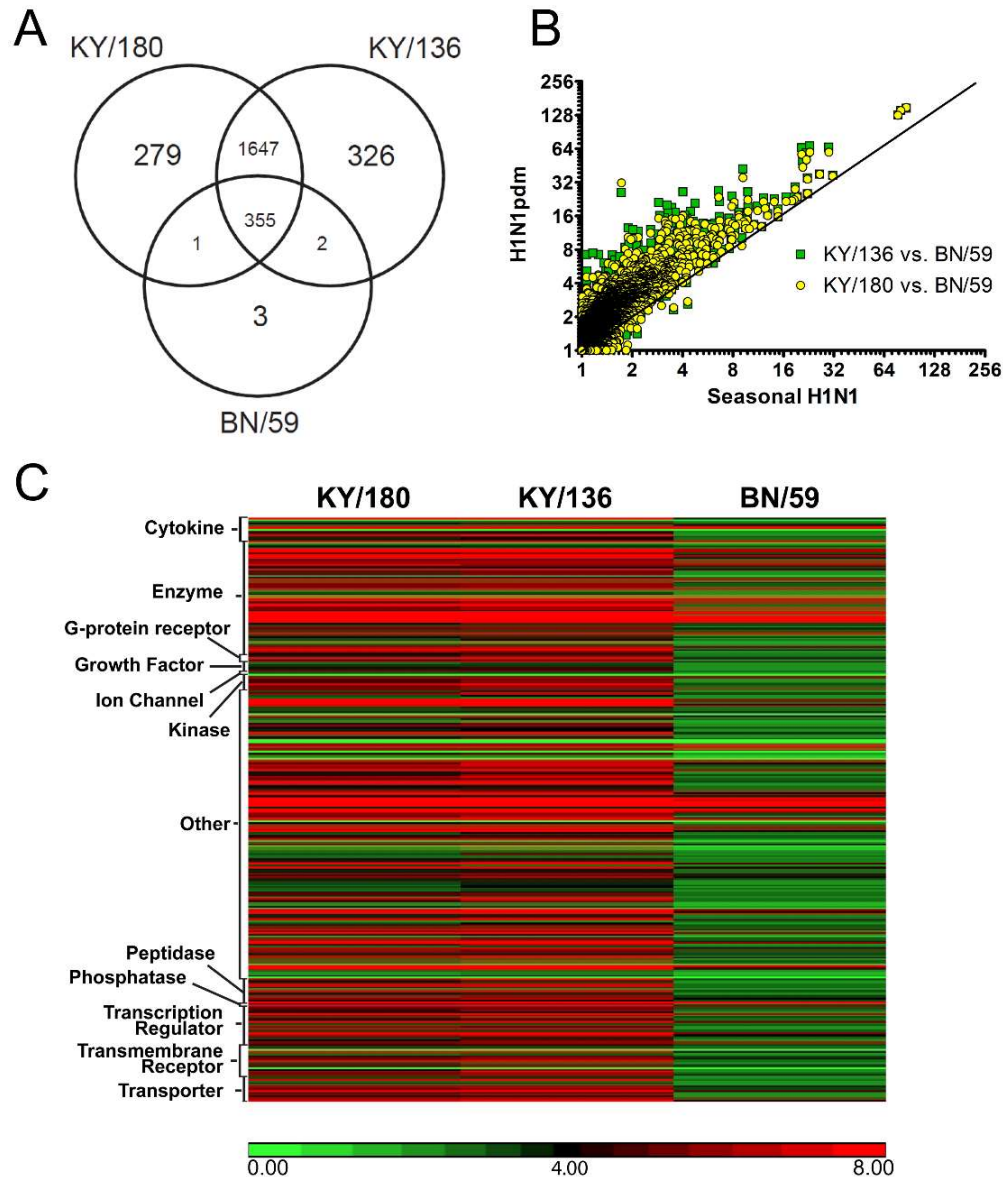 A
KY/180
KY/136
279
1647
326
355
1
2
3
BN/59
B
256
128
64
32
16
8
4
2
1
H1N1pdm
KY/136 vs. BN/59
KY/180 vs. BN/59
1 2 4 8 16 32 64 128 256
Seasonal H1N1
C
KY/180 KY/136 BN/59
Cytokine
Enzyme
G-protein receptor
Growth Factor
Ion Channel
Kinase
Other
Peptidase
Phosphatase
Transcription
Regulator
Transmembrane
Receptor
Transporter
0.00 4.00 8.00